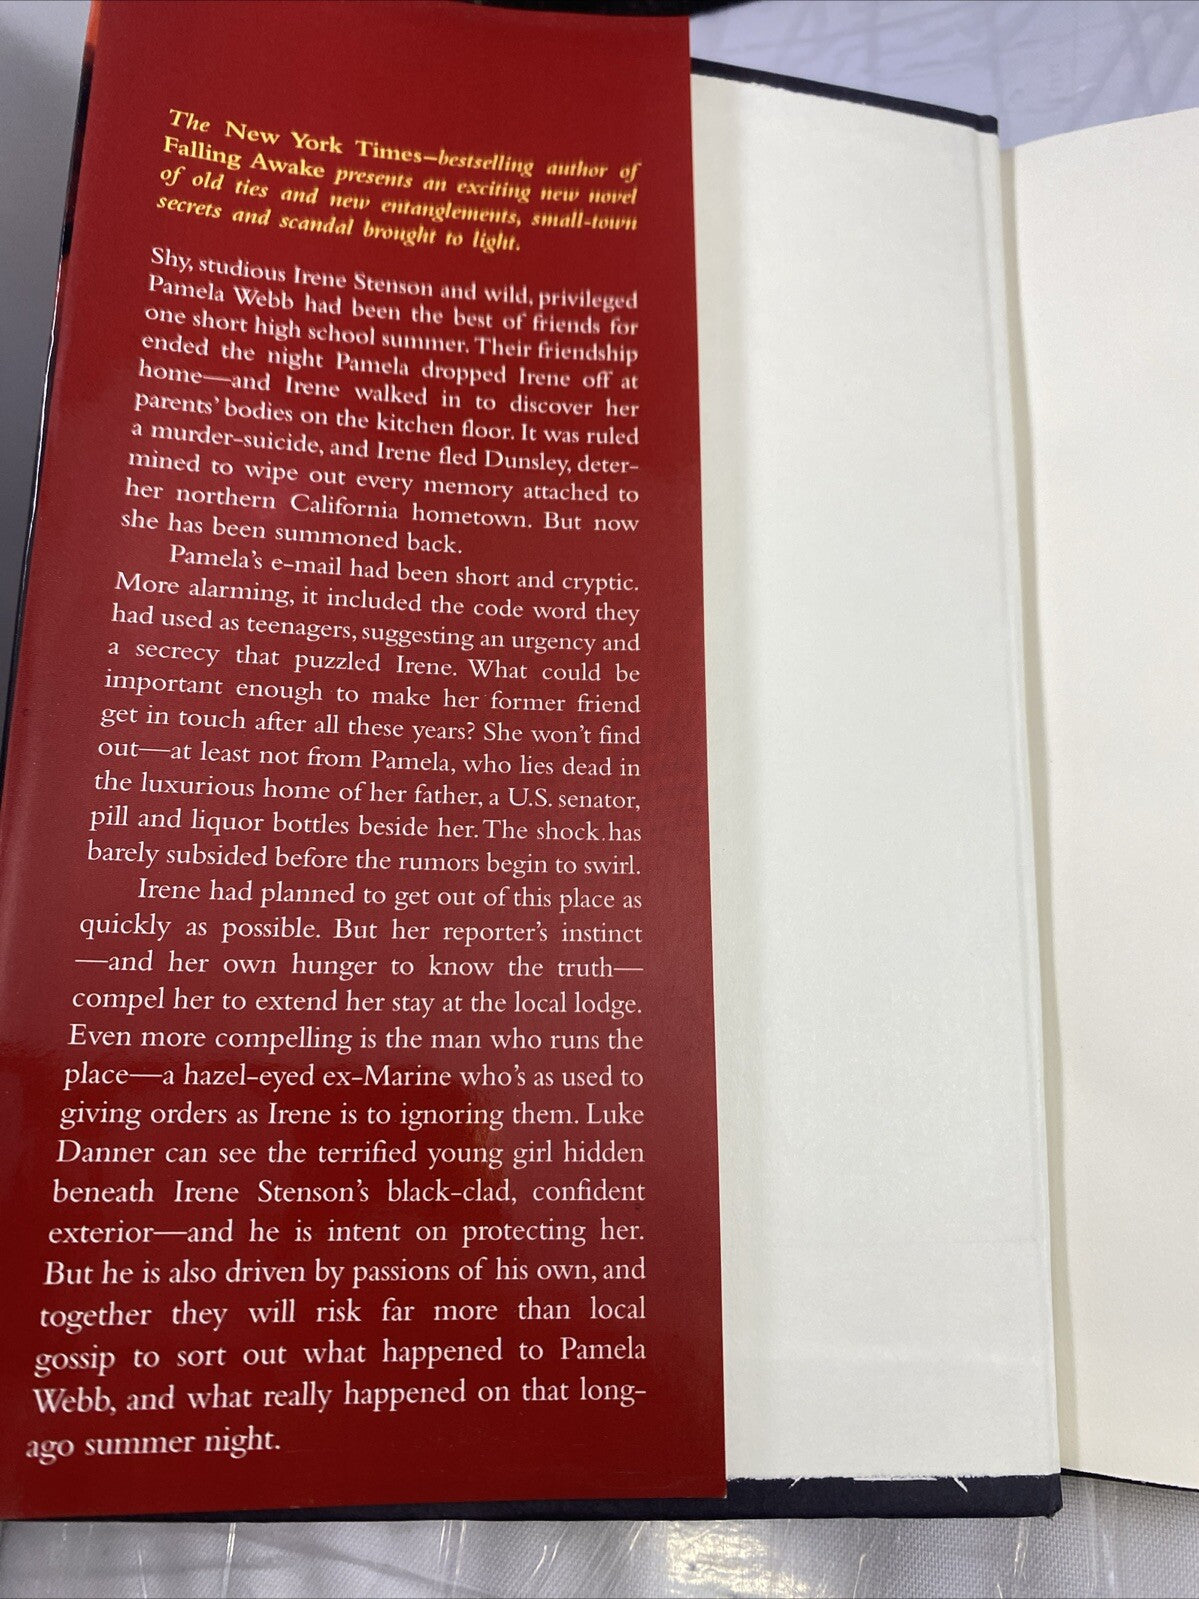 The New York Times–bestselling author of
Falling Awake presents an exciting new novel
of old ties and new entanglements, small-town
secrets and scandal brought to light.
Shy, studious Irene Stenson and wild, privileged
Pamela Webb had been the best of friends for
one short high school summer. Their friendship
ended the night Pamela dropped Irene off at
home—and Irene walked in to discover her
parents' bodies on the kitchen floor. It was ruled
a murder-suicide, and Irene fled Dunsley, deter-
mined to wipe out every memory attached to
her northern California hometown. But now
she has been summoned back.
Pamela's e-mail had been short and cryptic.
More alarming, it included the code word they
had used as teenagers, suggesting an urgency and
a secrecy that puzzled Irene. What could be
important enough to make her former friend
get in touch after all these years? She won't find
out—at least not from Pamela, who lies dead in
the luxurious home of her father, a U.S. senator,
pill and liquor bottles beside her. The shock has
barely subsided before the rumors begin to swirl.
Irene had planned to get out of this place as
quickly as possible. But her reporter's instinct
—and her own hunger to know the truth—
compel her to extend her stay at the local lodge.
Even more compelling is the man who runs the
place—a hazel-eyed ex-Marine who's as used to
giving orders as Irene is to ignoring them. Luke
Danner can see the terrified young girl hidden
beneath Irene Stenson's black-clad, confident
exterior—and he is intent on protecting her.
But he is also driven by passions of his own, and
together they will risk far more than local
gossip to sort out what happened to Pamela
Webb, and what really happened on that long-
ago summer night.